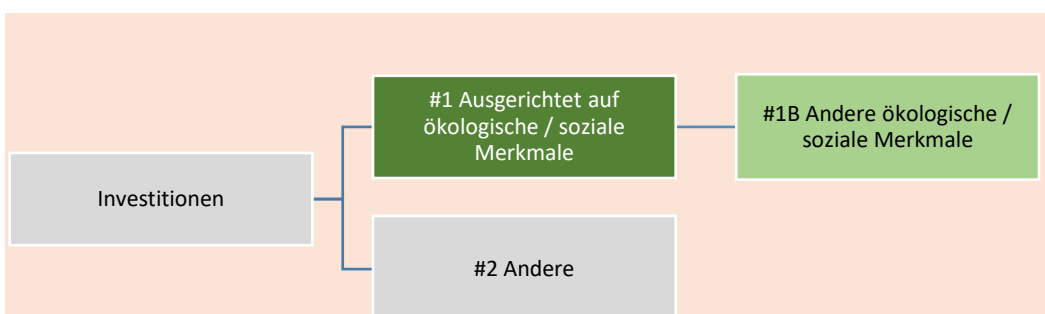 #1 Ausgerichtet auf
ökologische / soziale
Merkmale
#1B Andere ökologische /
soziale Merkmale
Investitionen
#2 Andere